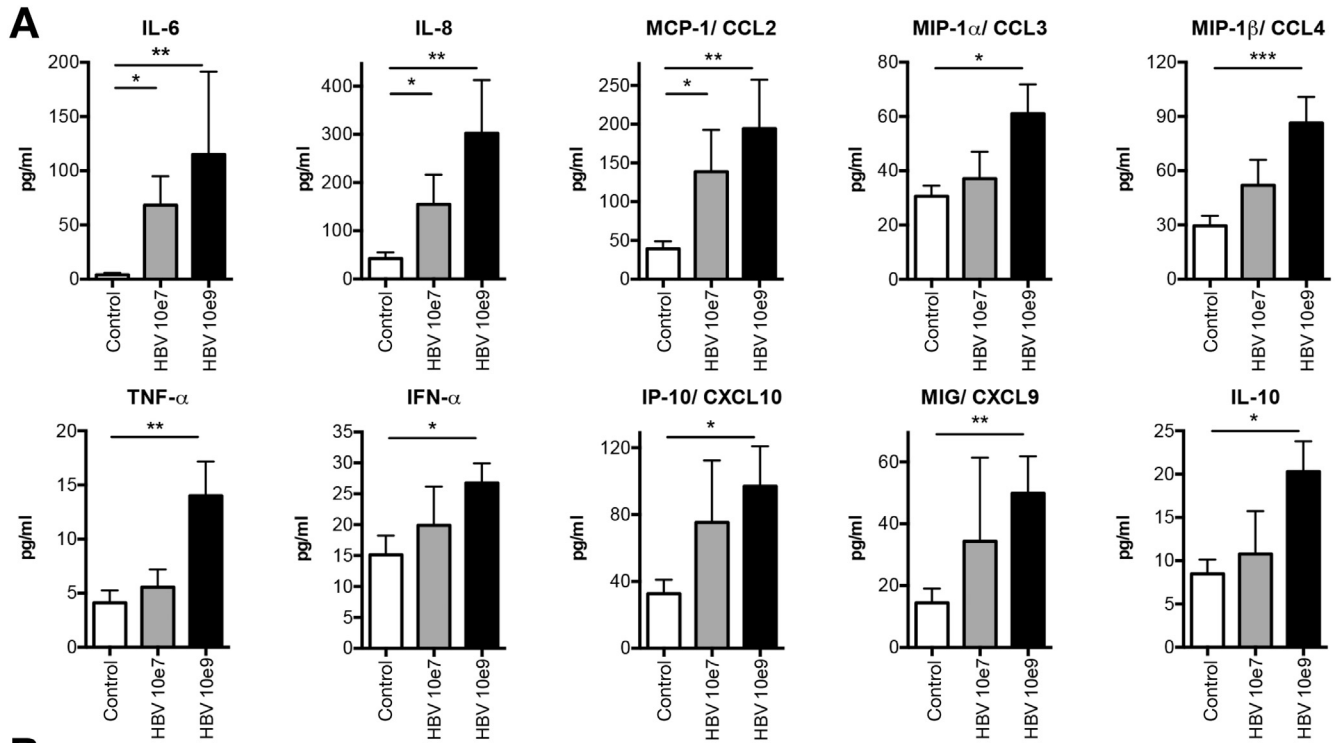 A
IL-6
pg/ml
200
150
100
50
0
**
*
Control
HBV 10e7
HBV 10e9
IL-8
pg/ml
400
300
200
100
0
**
*
Control
HBV 10e7
HBV 10e9
MCP-1/ CCL2
pg/ml
250
200
150
100
50
0
**
*
Control
HBV 10e7
HBV 10e9
MIP-1α/ CCL3
pg/ml
80
60
40
20
0
*
Control
HBV 10e7
HBV 10e9
MIP-1β/ CCL4
pg/ml
120
90
60
30
0
***
Control
HBV 10e7
HBV 10e9
TNF-α
pg/ml
20
15
10
5
0
**
Control
HBV 10e7
HBV 10e9
IFN-α
pg/ml
35
30
25
20
15
10
5
0
*
Control
HBV 10e7
HBV 10e9
IP-10/ CXCL10
pg/ml
120
80
40
0
*
Control
HBV 10e7
HBV 10e9
MIG/ CXCL9
pg/ml
60
40
20
0
**
Control
HBV 10e7
HBV 10e9
IL-10
pg/ml
25
20
15
10
5
0
*
Control
HBV 10e7
HBV 10e9